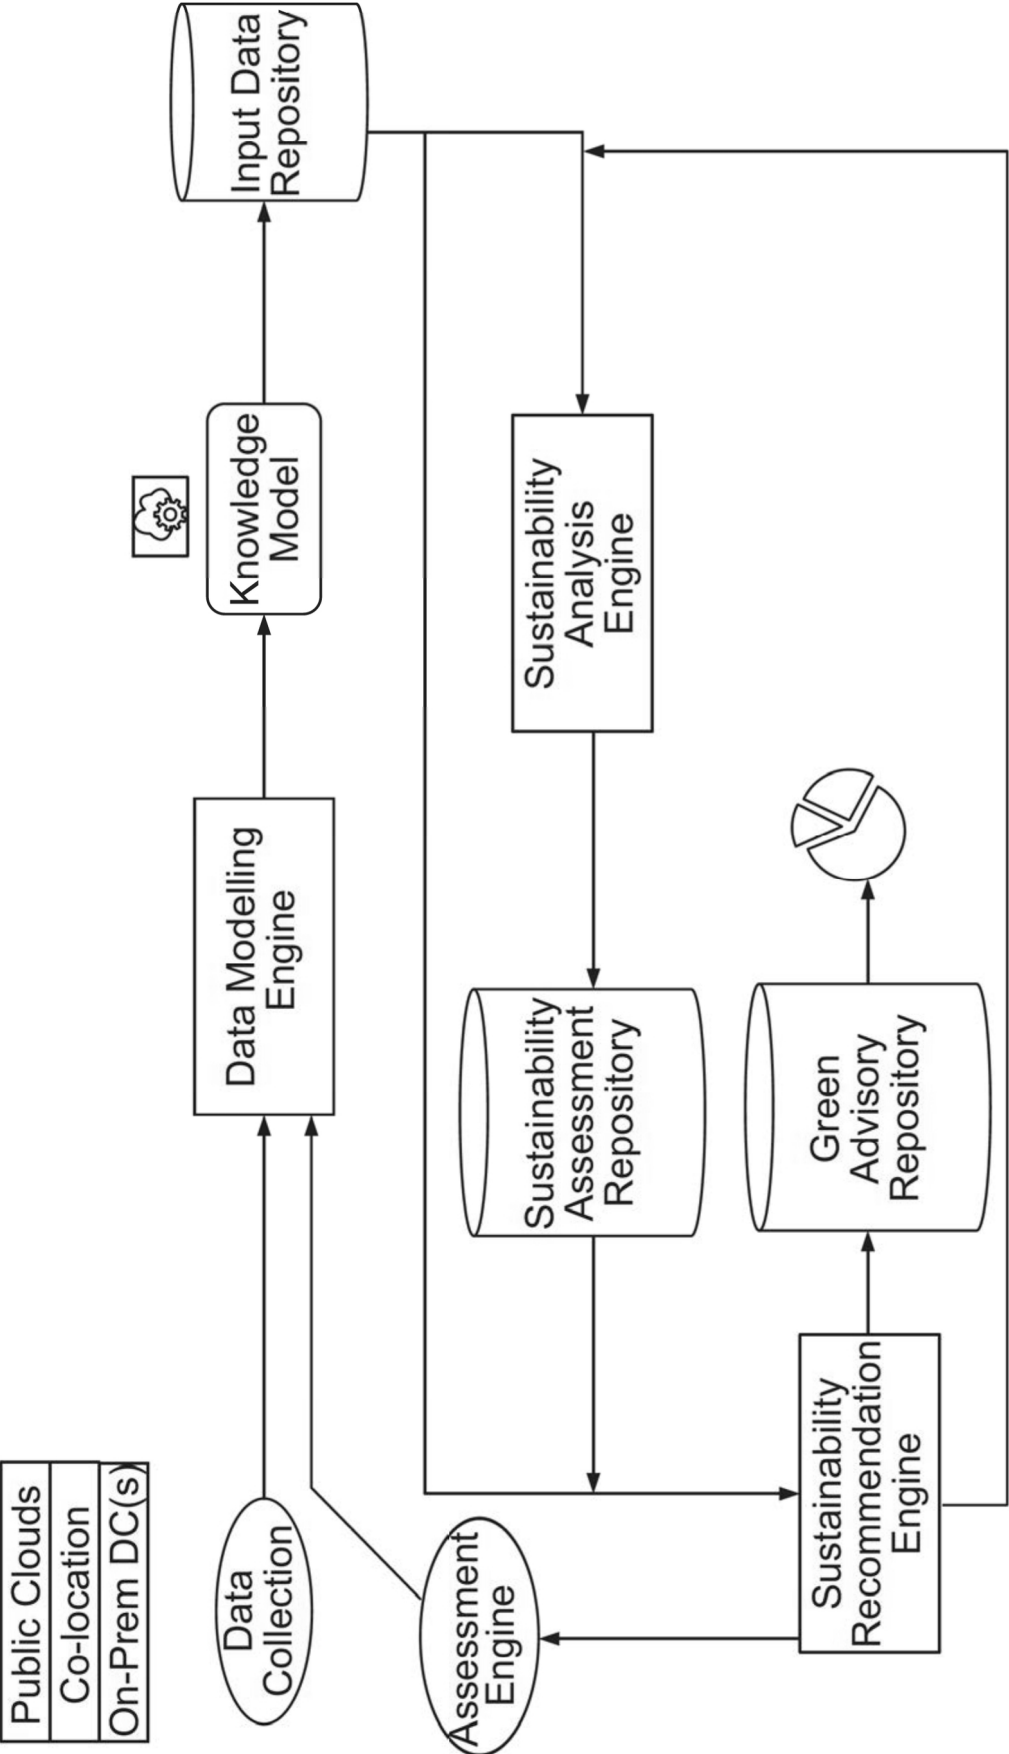 Public Clouds
Co-location
On-Prem DC(s)
Data
Collection
Data Modelling
Engine
Knowledge
Model
Input Data
Repository
Assessment
Engine
Sustainability
Assessment
Repository
Sustainability
Analysis
Engine
Sustainability
Recommendation
Engine
Green
Advisory
Repository